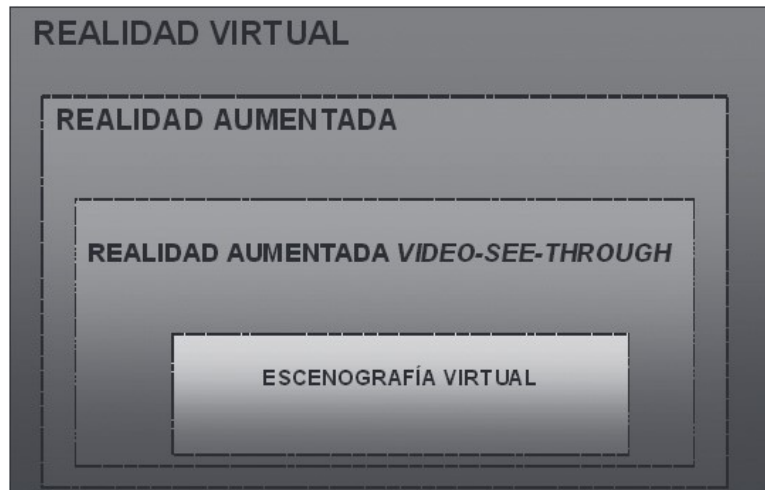 REALIDAD VIRTUAL
REALIDAD AUMENTADA
REALIDAD AUMENTADA VIDEO-SEE-THROUGH
ESCENOGRAFÍA VIRTUAL